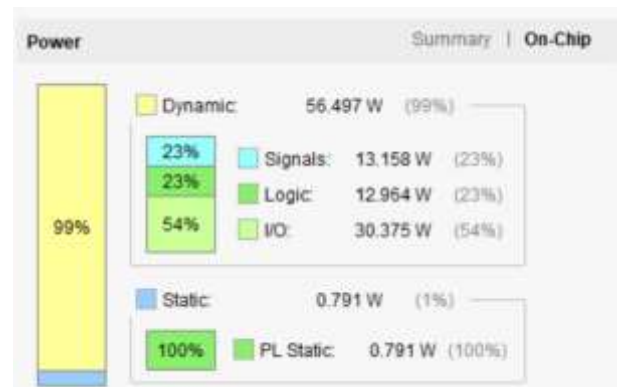 Power Summary | On-Chip
Dynamic: 56.497 W (99%)
23% Signals: 13.158 W (23%)
23% Logic: 12.964 W (23%)
99% 54% I/O: 30.375 W (54%)
Static: 0.791 W (1%)
100% PL Static: 0.791 W (100%)